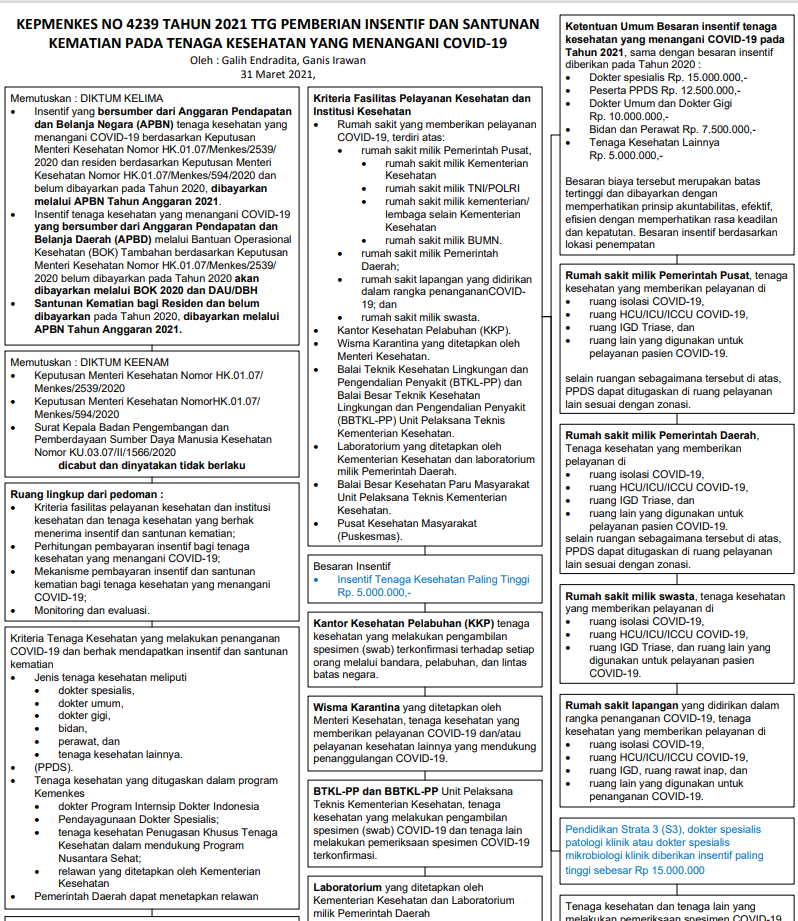 KEPMENKES NO 4239 TAHUN 2021 TTG PEMBERIAN INSENTIF DAN SANTUNAN
KEMATIAN PADA TENAGA KESEHATAN YANG MENANGANI COVID-19
Oleh : Galih Endradita, Ganis Irawan
31 Maret 2021,
Memutuskan : DIKTUM KELIMA
• Insentif yang bersumber dari Anggaran Pendapatan
dan Belanja Negara (APBN) tenaga kesehatan yang
menangani COVID-19 berdasarkan Keputusan
Menteri Kesehatan Nomor HK.01.07/Menkes/2539/
2020 dan residen berdasarkan Keputusan Menteri
Kesehatan Nomor HK.01.07/Menkes/594/2020 dan
belum dibayarkan pada Tahun 2020, dibayarkan
melalui APBN Tahun Anggaran 2021.
• Insentif tenaga kesehatan yang menangani COVID-19
yang bersumber dari Anggaran Pendapatan dan
Belanja Daerah (APBD) melalui Bantuan Operasional
Kesehatan (BOK) Tambahan berdasarkan Keputusan
Menteri Kesehatan Nomor HK.01.07/Menkes/2539/
2020 belum dibayarkan pada Tahun 2020 akan
dibayarkan melalui BOK 2020 dan DAU/DBH
• Santunan Kematian bagi Residen dan belum
dibayarkan pada Tahun 2020, dibayarkan melalui
APBN Tahun Anggaran 2021.
Memutuskan : DIKTUM KEENAM
• Keputusan Menteri Kesehatan Nomor HK.01.07/
Menkes/2539/2020
• Keputusan Menteri Kesehatan NomorHK.01.07/
Menkes/594/2020
• Surat Kepala Badan Pengembangan dan
Pemberdayaan Sumber Daya Manusia Kesehatan
Nomor KU.03.07/II/1566/2020
dicabut dan dinyatakan tidak berlaku
Ruang lingkup dari pedoman :
• Kriteria fasilitas pelayanan kesehatan dan institusi
kesehatan dan tenaga kesehatan yang berhak
menerima insentif dan santunan kematian;
• Perhitungan pembayaran insentif bagi tenaga
kesehatan yang menangani COVID-19;
• Mekanisme pembayaran insentif dan santunan
kematian bagi tenaga kesehatan yang menangani
COVID-19;
• Monitoring dan evaluasi.
Kriteria Tenaga Kesehatan yang melakukan penanganan
COVID-19 dan berhak mendapatkan insentif dan santunan
kematian
• Jenis tenaga kesehatan meliputi
• dokter spesialis,
• dokter umum,
• dokter gigi,
• bidan,
• perawat, dan
• tenaga kesehatan lainnya.
• (PPDS).
• Tenaga kesehatan yang ditugaskan dalam program
Kemenkes
• dokter Program Internsip Dokter Indonesia
• Pendayagunaan Dokter Spesialis;
• tenaga kesehatan Penugasan Khusus Tenaga
Kesehatan dalam mendukung Program
Nusantara Sehat;
• relawan yang ditetapkan oleh Kementerian
Kesehatan
• Pemerintah Daerah dapat menetapkan relawan
Kriteria Fasilitas Pelayanan Kesehatan dan
Institusi Kesehatan
• Rumah sakit yang memberikan pelayanan
COVID-19, terdiri atas:
• rumah sakit milik Pemerintah Pusat,
• rumah sakit milik Kementerian
Kesehatan
• rumah sakit milik TNI/POLRI
• rumah sakit milik kementerian/
lembaga selain Kementerian
Kesehatan
• rumah sakit milik BUMN.
• rumah sakit milik Pemerintah
Daerah;
• rumah sakit lapangan yang didirikan
dalam rangka penangananCOVID-
19; dan
• rumah sakit milik swasta.
• Kantor Kesehatan Pelabuhan (KKP).
• Wisma Karantina yang ditetapkan oleh
Menteri Kesehatan.
• Balai Teknik Kesehatan Lingkungan dan
Pengendalian Penyakit (BTKL-PP) dan
Balai Besar Teknik Kesehatan
Lingkungan dan Pengendalian Penyakit
(BBTKL-PP) Unit Pelaksana Teknis
Kementerian Kesehatan.
• Laboratorium yang ditetapkan oleh
Kementerian Kesehatan dan laboratorium
milik Pemerintah Daerah.
• Balai Besar Kesehatan Paru Masyarakat
Unit Pelaksana Teknis Kementerian
Kesehatan.
• Pusat Kesehatan Masyarakat
(Puskesmas).
Besaran Insentif
• Insentif Tenaga Kesehatan Paling Tinggi
Rp. 5.000.000,-
Kantor Kesehatan Pelabuhan (KKP) tenaga
kesehatan yang melakukan pengambilan
spesimen (swab) terkonfirmasi terhadap setiap
orang melalui bandara, pelabuhan, dan lintas
batas negara.
Wisma Karantina yang ditetapkan oleh
Menteri Kesehatan, tenaga kesehatan yang
memberikan pelayanan COVID-19 dan/atau
pelayanan kesehatan lainnya yang mendukung
penanggulangan COVID-19.
BTKL-PP dan BBTKL-PP Unit Pelaksana
Teknis Kementerian Kesehatan, tenaga
kesehatan yang melakukan pengambilan
spesimen (swab) COVID-19 dan tenaga lain
melakukan pemeriksaan spesimen COVID-19
terkonfirmasi.
Laboratorium yang ditetapkan oleh
Kementerian Kesehatan dan Laboratorium
milik Pemerintah Daerah
Ketentuan Umum Besaran insentif tenaga
kesehatan yang menangani COVID-19 pada
Tahun 2021, sama dengan besaran insentif
diberikan pada Tahun 2020 :
• Dokter spesialis Rp. 15.000.000,-
• Peserta PPDS Rp. 12.500.000,-
• Dokter Umum dan Dokter Gigi
Rp. 10.000.000,-
• Bidan dan Perawat Rp. 7.500.000,-
• Tenaga Kesehatan Lainnya
Rp. 5.000.000,-
Besaran biaya tersebut merupakan batas
tertinggi dan dibayarkan dengan
memperhatikan prinsip akuntabilitas, efektif,
efisien dengan memperhatikan rasa keadilan
dan kepatutan. Besaran insentif berdasarkan
lokasi penempatan
Rumah sakit milik Pemerintah Pusat, tenaga
kesehatan yang memberikan pelayanan di
• ruang isolasi COVID-19,
• ruang HCU/ICU/ICCU COVID-19,
• ruang IGD Triase, dan
• ruang lain yang digunakan untuk
pelayanan pasien COVID-19.
selain ruangan sebagaimana tersebut di atas,
PPDS dapat ditugaskan di ruang pelayanan
lain sesuai dengan zonasi.
Rumah sakit milik Pemerintah Daerah,
Tenaga kesehatan yang memberikan
pelayanan di
• ruang isolasi COVID-19,
• ruang HCU/ICU/ICCU COVID-19,
• ruang IGD Triase, dan
• ruang lain yang digunakan untuk
pelayanan pasien COVID-19.
selain ruangan sebagaimana tersebut di atas,
PPDS dapat ditugaskan di ruang pelayanan
lain sesuai dengan zonasi.
Rumah sakit milik swasta, tenaga kesehatan
yang memberikan pelayanan di
• ruang isolasi COVID-19,
• ruang HCU/ICU/ICCU COVID-19,
• ruang IGD Triase, dan ruang lain yang
digunakan untuk pelayanan pasien
COVID-19.
Rumah sakit lapangan yang didirikan dalam
rangka penanganan COVID-19, tenaga
kesehatan yang memberikan pelayanan di
• ruang isolasi COVID-19,
• ruang HCU/ICU/ICCU COVID-19,
• ruang IGD, ruang rawat inap, dan
• ruang lain yang digunakan untuk
penanganan COVID-19.
Pendidikan Strata 3 (S3), dokter spesialis
patologi klinik atau dokter spesialis
mikrobiologi klinik diberikan insentif paling
tinggi sebesar Rp 15.000.000
Tenaga kesehatan dan tenaga lain yang
melakukan pemeriksaan spesimen COVID-19